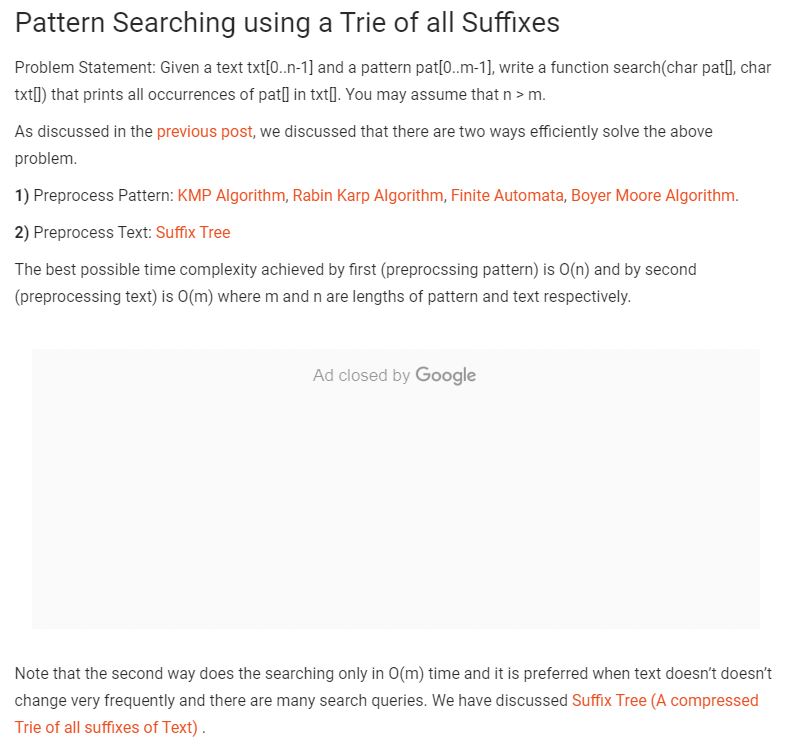 Pattern Searching using a Trie of all Suffixes
Problem Statement: Given a text txt[0..n-1] and a pattern pat[0..m-1], write a function search(char pat[], char
txt[]) that prints all occurrences of pat[] in txt[]. You may assume that n > m.
As discussed in the previous post, we discussed that there are two ways efficiently solve the above
problem.
1) Preprocess Pattern: KMP Algorithm, Rabin Karp Algorithm, Finite Automata, Boyer Moore Algorithm.
2) Preprocess Text: Suffix Tree
The best possible time complexity achieved by first (preprocssing pattern) is O(n) and by second
(preprocessing text) is O(m) where m and n are lengths of pattern and text respectively.
Ad closed by Google
Note that the second way does the searching only in O(m) time and it is preferred when text doesn't doesn't
change very frequently and there are many search queries. We have discussed Suffix Tree (A compressed
Trie of all suffixes of Text) .